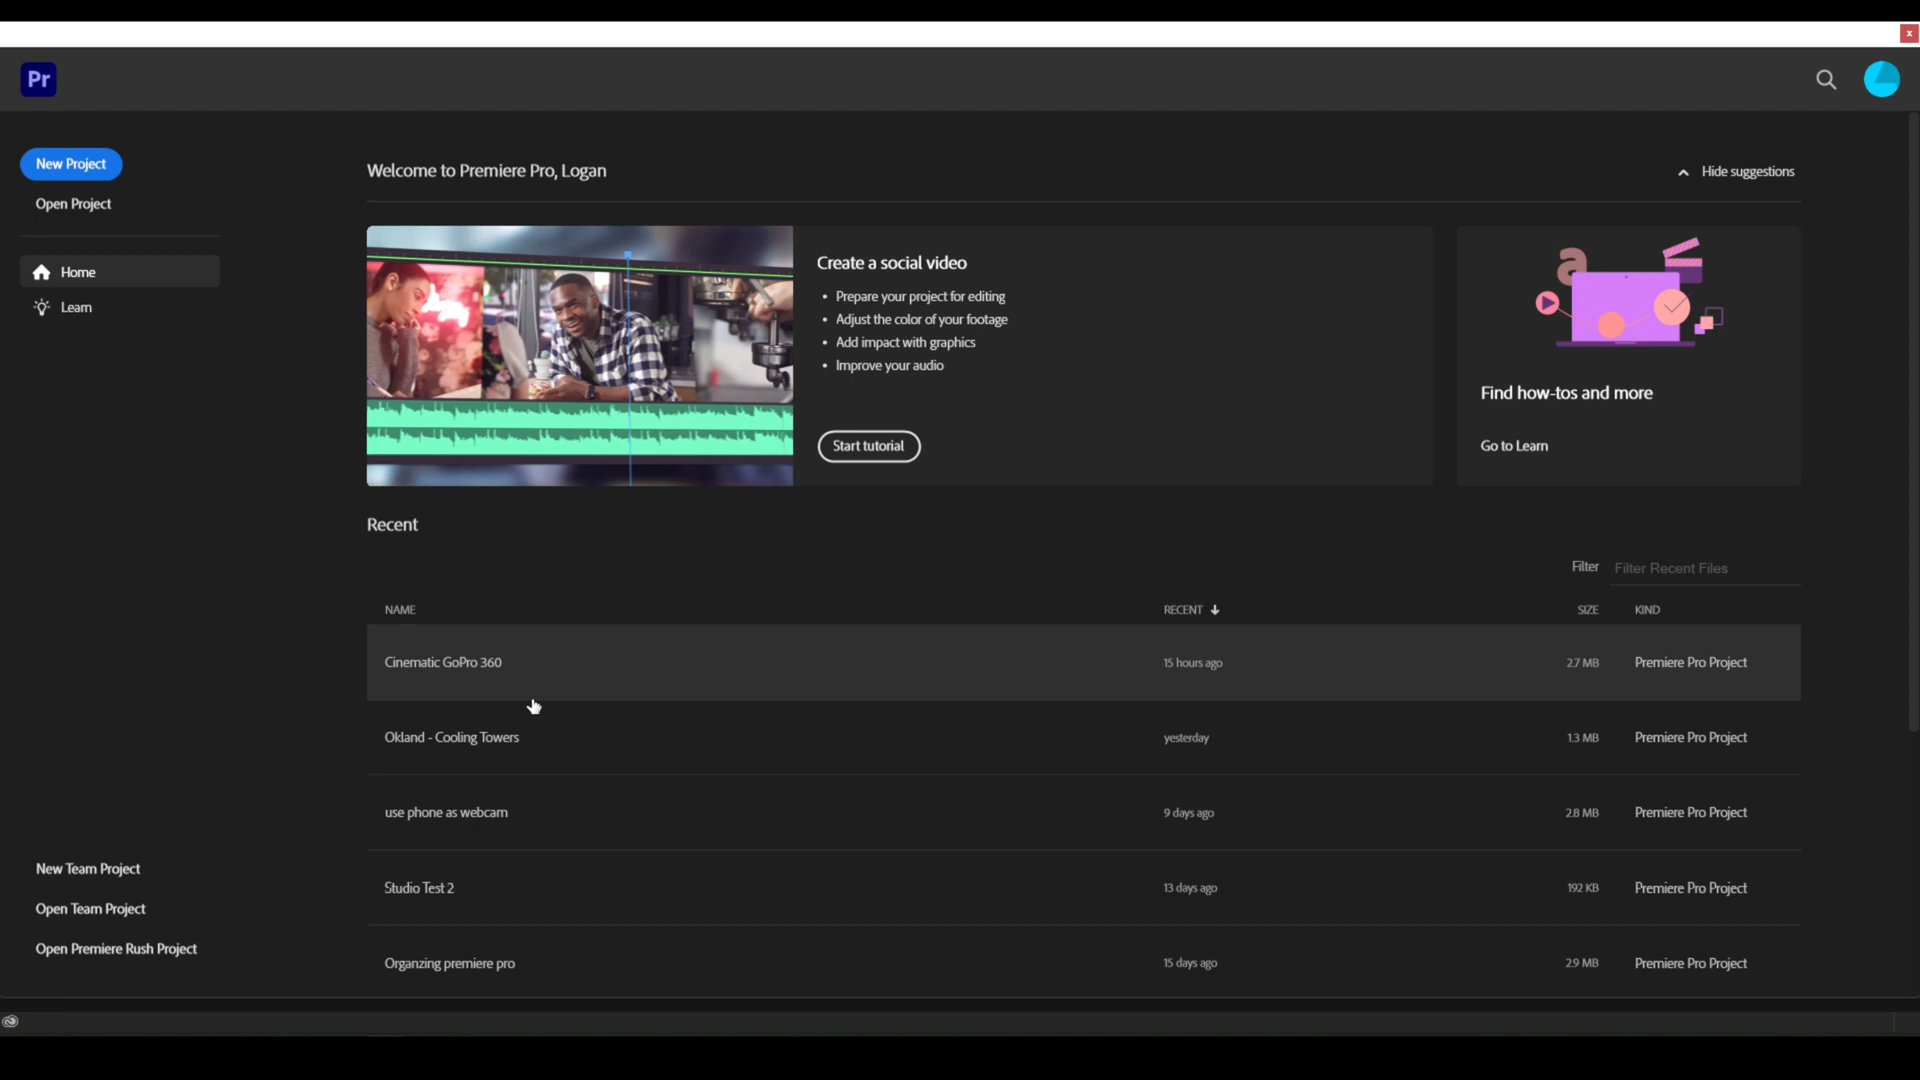 Pr
New Project
Open Project
Home
Learn
New Team Project
Open Team Project
Open Premiere Rush Project
Welcome to Premiere Pro, Logan
Hide suggestions
Create a social video
• Prepare your project for editing
• Adjust the color of your footage
• Add impact with graphics
• Improve your audio
Start tutorial
a
Find how-tos and more
Go to Learn
Recent
Filter Filter Recent Files
NAME RECENT SIZE KIND
Cinematic GoPro 360 15 hours ago 2.7 MB Premiere Pro Project
Okland - Cooling Towers yesterday 1.3 MB Premiere Pro Project
use phone as webcam 9 days ago 2.8 MB Premiere Pro Project
Studio Test 2 13 days ago 192 KB Premiere Pro Project
Organzing premiere pro 15 days ago 2.9 MB Premiere Pro Project